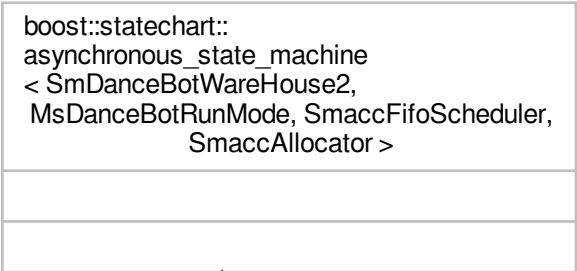 boost::statechart::
asynchronous_state_machine
< SmDanceBotWareHouse2,
MsDanceBotRunMode, SmaccFifoScheduler,
SmaccAllocator >